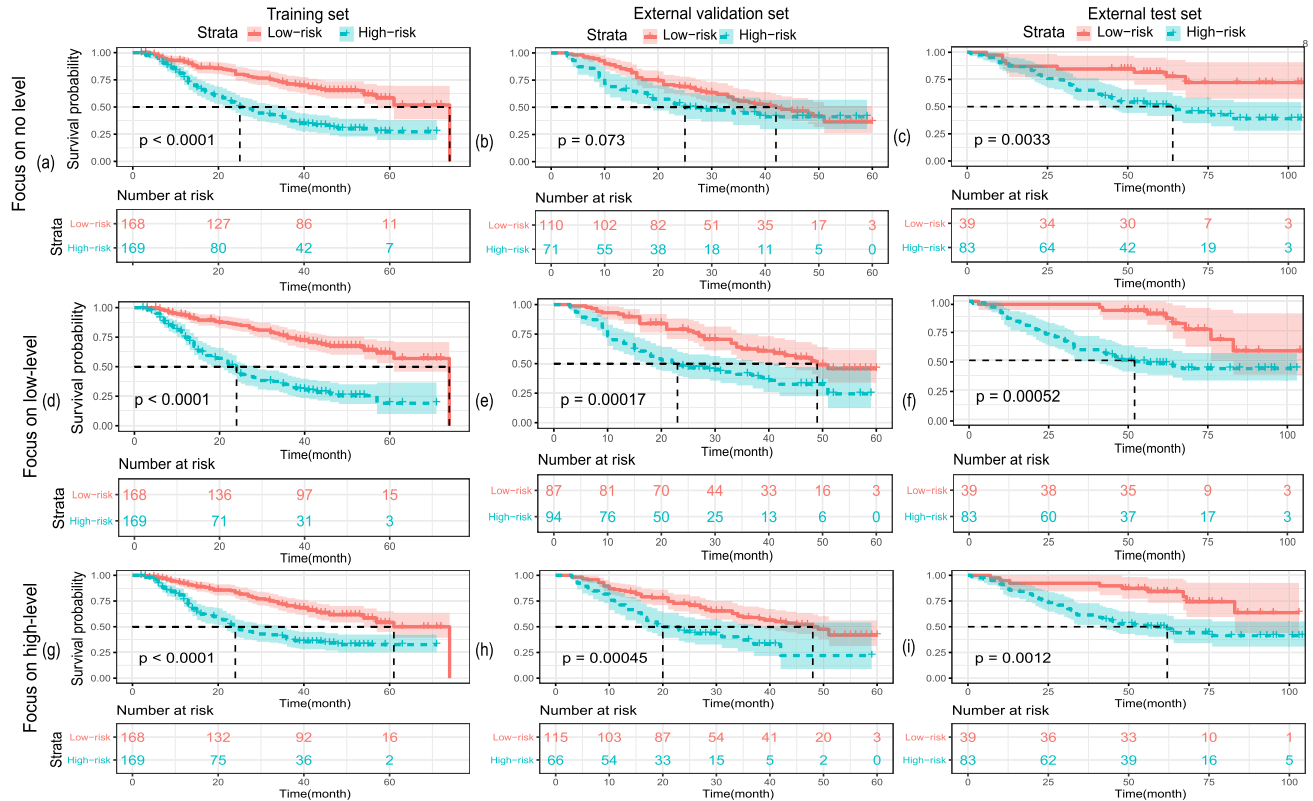 Training set
External validation set
External test set
Strata Low−risk High−risk
Strata Low−risk High−risk
Strata Low−risk High−risk
8
Focus on no level
(a)
Survival probability
1.00
0.75
0.50
0.25
0.00
p < 0.0001
0 20 40 60
Time(month)
Number at risk
Strata
Low−risk 168 127 86 11
High−risk 169 80 42 7
0 20 40 60
Time(month)
(b)
1.00
0.75
0.50
0.25
0.00
p = 0.073
0 10 20 30 40 50 60
Time(month)
Number at risk
Low−risk 110 102 82 51 35 17 3
High−risk 71 55 38 18 11 5 0
0 10 20 30 40 50 60
Time(month)
(c)
1.00
0.75
0.50
0.25
0.00
p = 0.0033
0 25 50 75 100
Time(month)
Number at risk
Low−risk 39 34 30 7 3
High−risk 83 64 42 19 3
0 25 50 75 100
Time(month)
Focus on low-level
(d)
Survival probability
1.00
0.75
0.50
0.25
0.00
p < 0.0001
0 20 40 60
Time(month)
Number at risk
Strata
Low−risk 168 136 97 15
High−risk 169 71 31 3
0 20 40 60
Time(month)
(e)
1.00
0.75
0.50
0.25
0.00
p = 0.00017
0 10 20 30 40 50 60
Time(month)
Number at risk
Low−risk 87 81 70 44 33 16 3
High−risk 94 76 50 25 13 6 0
0 10 20 30 40 50 60
Time(month)
(f)
1.00
0.75
0.50
0.25
0.00
p = 0.00052
0 25 50 75 100
Time(month)
Number at risk
Low−risk 39 38 35 9 3
High−risk 83 60 37 17 3
0 25 50 75 100
Time(month)
Focus on high-level
(g)
Survival probability
1.00
0.75
0.50
0.25
0.00
p < 0.0001
0 20 40 60
Time(month)
Number at risk
Strata
Low−risk 168 132 92 16
High−risk 169 75 36 2
0 20 40 60
Time(month)
(h)
1.00
0.75
0.50
0.25
0.00
p = 0.00045
0 10 20 30 40 50 60
Time(month)
Number at risk
Low−risk 115 103 87 54 41 20 3
High−risk 66 54 33 15 5 2 0
0 10 20 30 40 50 60
Time(month)
(i)
1.00
0.75
0.50
0.25
0.00
p = 0.0012
0 25 50 75 100
Time(month)
Number at risk
Low−risk 39 36 33 10 1
High−risk 83 62 39 16 5
0 25 50 75 100
Time(month)